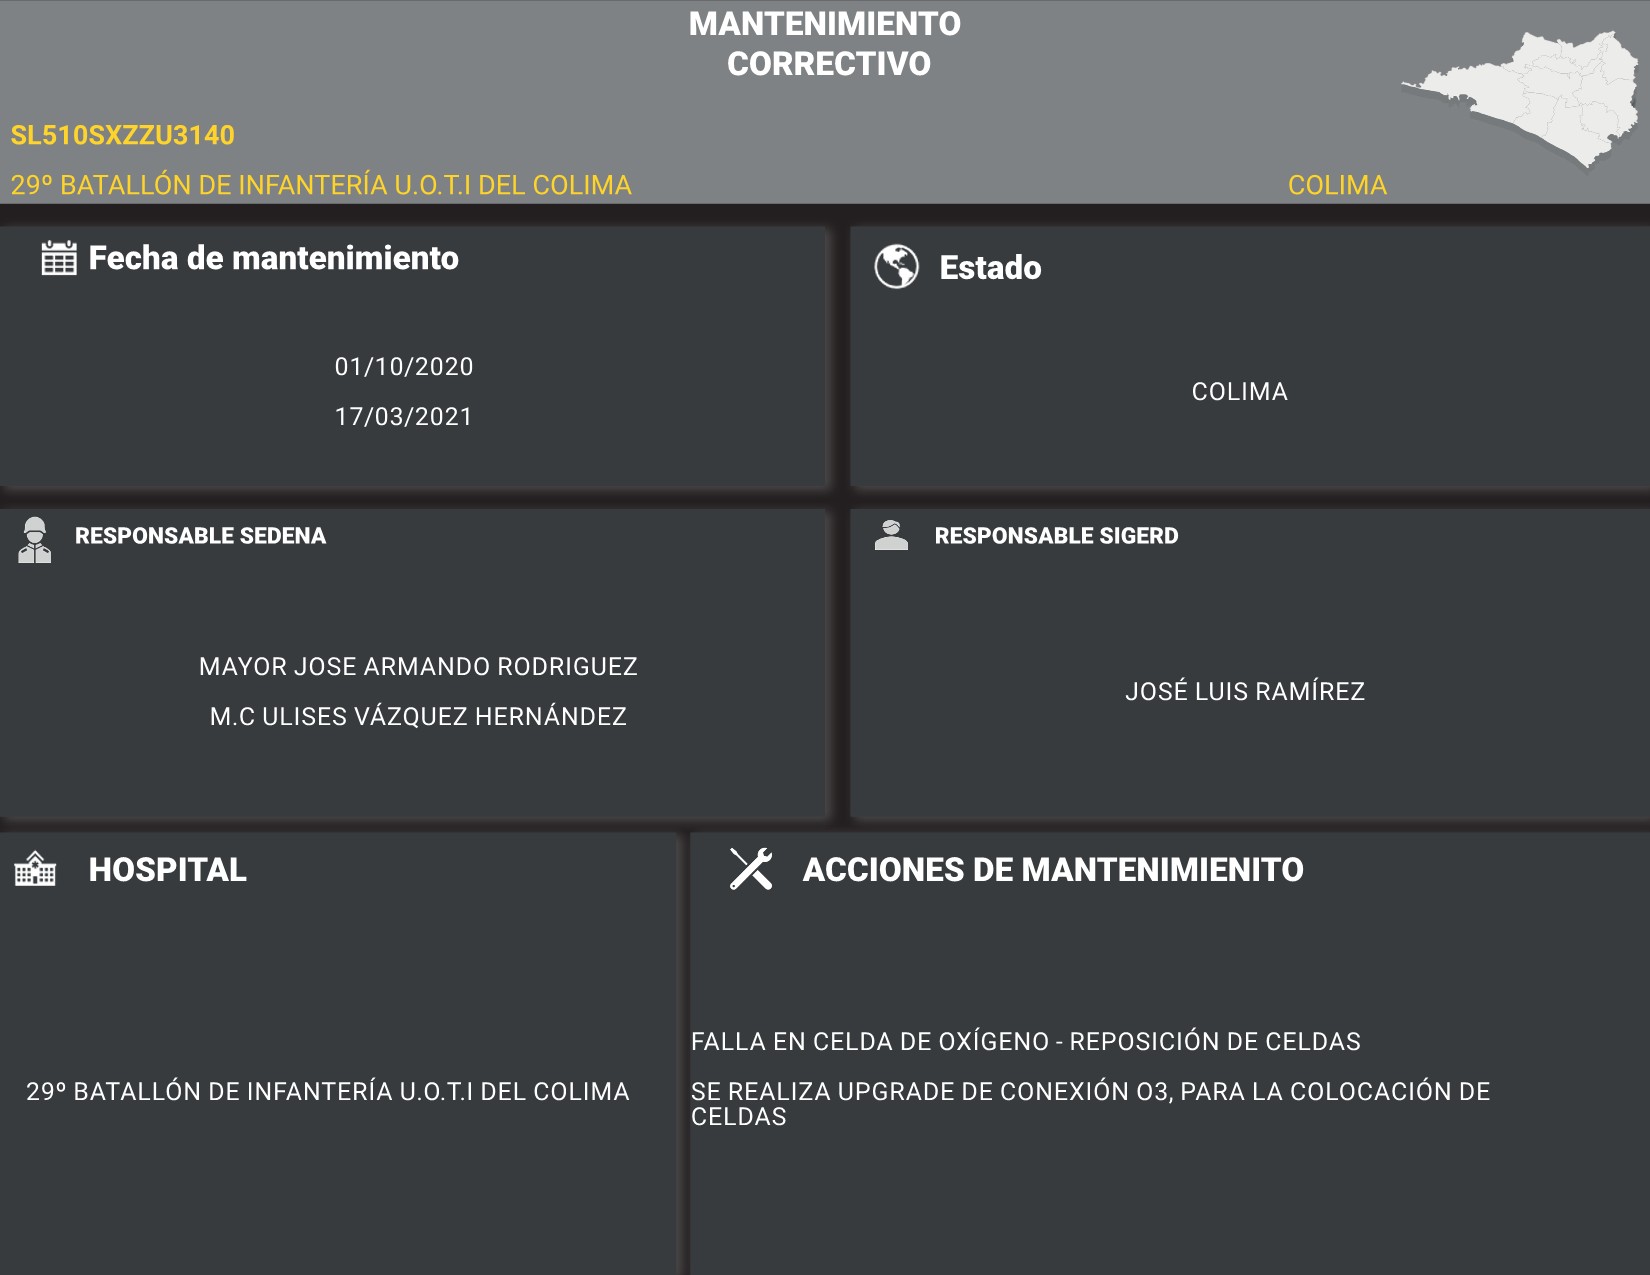 MANTENIMIENTO
CORRECTIVO
SL510SXZZU3140
29º BATALLÓN DE INFANTERÍA U.O.T.I DEL COLIMA
COLIMA
Fecha de mantenimiento
01/10/2020
17/03/2021
Estado
COLIMA
RESPONSABLE SEDENA
MAYOR JOSE ARMANDO RODRIGUEZ
M.C ULISES VÁZQUEZ HERNÁNDEZ
RESPONSABLE SIGERD
JOSÉ LUIS RAMÍREZ
HOSPITAL
29º BATALLÓN DE INFANTERÍA U.O.T.I DEL COLIMA
ACCIONES DE MANTENIMIENITO
FALLA EN CELDA DE OXÍGENO - REPOSICIÓN DE CELDAS
SE REALIZA UPGRADE DE CONEXIÓN O3, PARA LA COLOCACIÓN DE
CELDAS